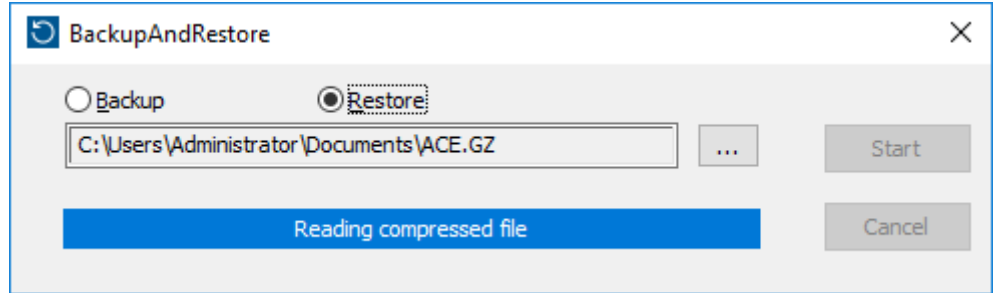 BackupAndRestore
Backup Restore
C:\Users\Administrator\Documents\ACE.GZ ... Start
Reading compressed file Cancel